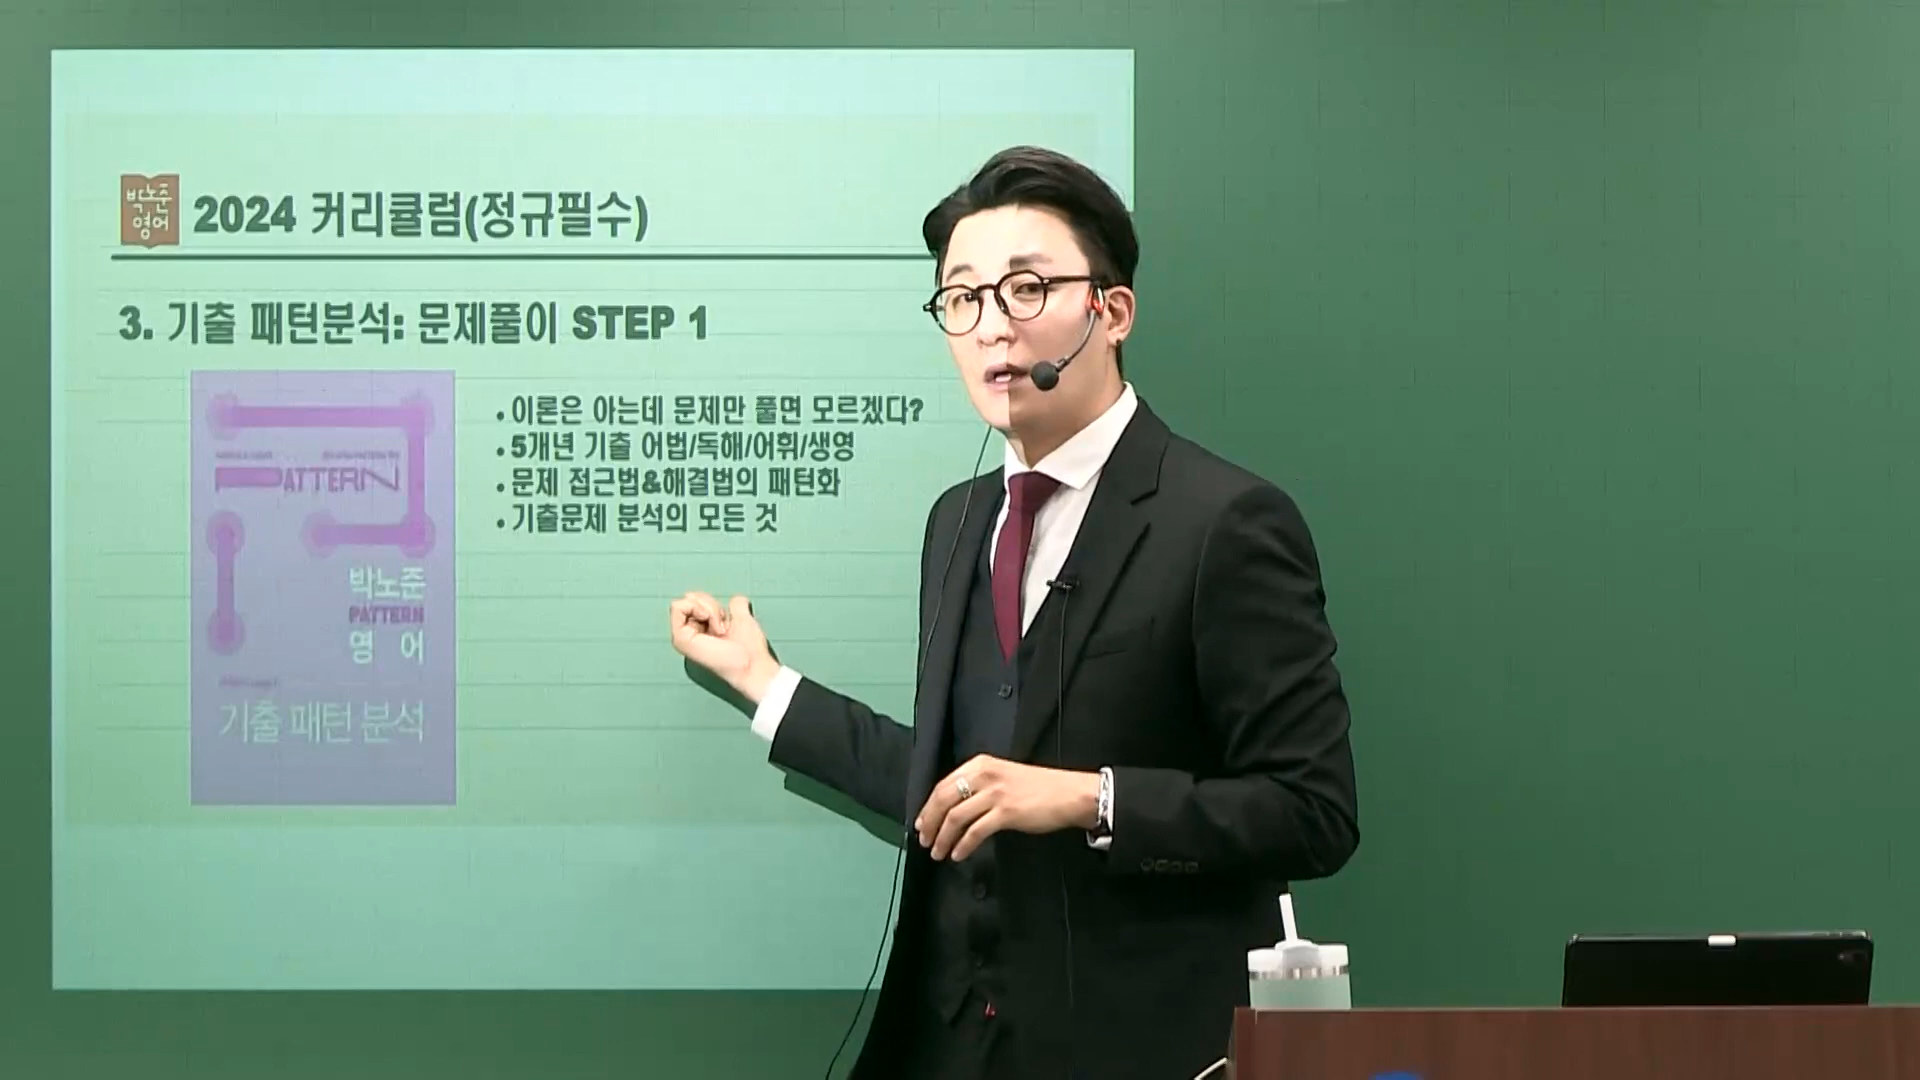 박노준
영어
2024 커리큘럼(정규필수)
3. 기출 패턴분석: 문제풀이 STEP 1
• 이론은 아는데 문제만 풀면 모르겠다?
• 5개년 기출 어법/독해/어휘/생영
• 문제 접근법&해결법의 패턴화
• 기출문제 분석의 모든 것
PATTERN
박노준
PATTERN
영 어
기출 패턴 분석